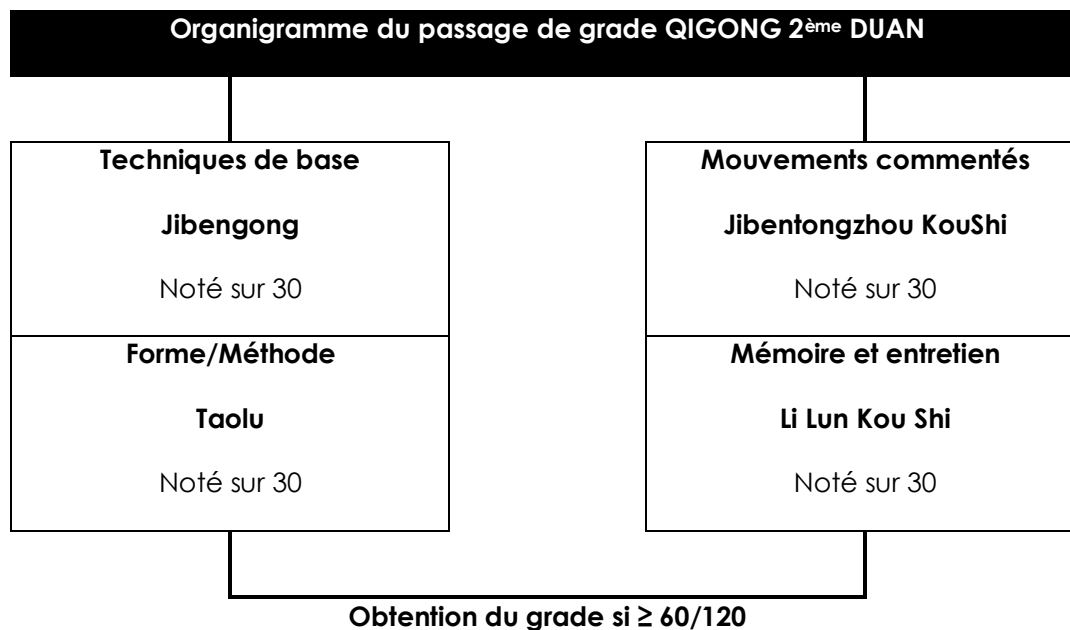 Organigramme du passage de grade QIGONG 2ème DUAN
Techniques de base
Jibengong
Noté sur 30
Forme/Méthode
Taolu
Noté sur 30
Mouvements commentés
Jibentongzhou KouShi
Noté sur 30
Mémoire et entretien
Li Lun Kou Shi
Noté sur 30
Obtention du grade si ≥ 60/120